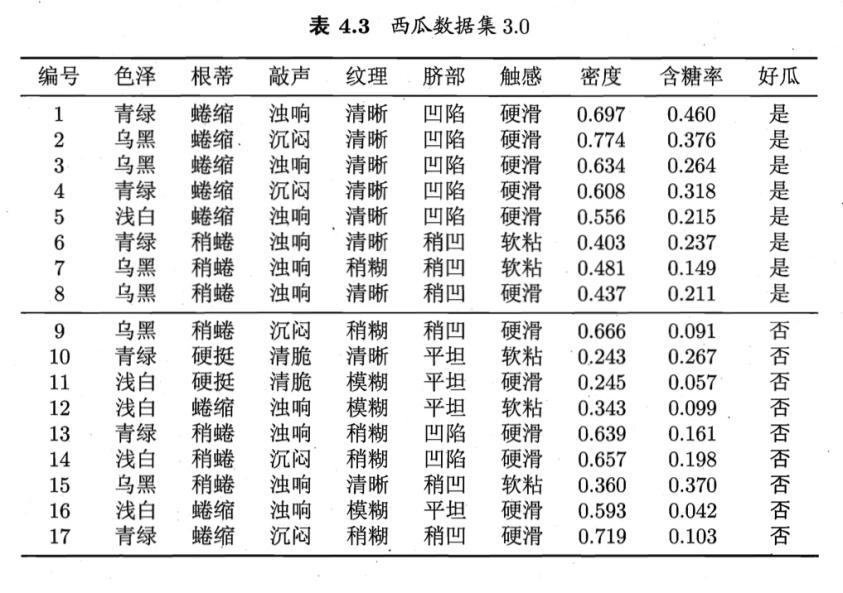 表 4.3 西瓜数据集 3.0
编号 色泽 根蒂 敲声 纹理 脐部 触感 密度 含糖率 好瓜
1 青绿 蜷缩 浊响 清晰 凹陷 硬滑 0.697 0.460 是
2 乌黑 蜷缩 沉闷 清晰 凹陷 硬滑 0.774 0.376 是
3 乌黑 蜷缩 浊响 清晰 凹陷 硬滑 0.634 0.264 是
4 青绿 蜷缩 沉闷 清晰 凹陷 硬滑 0.608 0.318 是
5 浅白 蜷缩 浊响 清晰 凹陷 硬滑 0.556 0.215 是
6 青绿 稍蜷 浊响 清晰 稍凹 软粘 0.403 0.237 是
7 乌黑 稍蜷 浊响 稍糊 稍凹 软粘 0.481 0.149 是
8 乌黑 稍蜷 浊响 清晰 稍凹 硬滑 0.437 0.211 是
9 乌黑 稍蜷 沉闷 稍糊 稍凹 硬滑 0.666 0.091 否
10 青绿 硬挺 清脆 清晰 平坦 软粘 0.243 0.267 否
11 浅白 硬挺 清脆 模糊 平坦 硬滑 0.245 0.057 否
12 浅白 蜷缩 浊响 模糊 平坦 软粘 0.343 0.099 否
13 青绿 稍蜷 浊响 稍糊 凹陷 硬滑 0.639 0.161 否
14 浅白 稍蜷 沉闷 稍糊 凹陷 硬滑 0.657 0.198 否
15 乌黑 稍蜷 浊响 清晰 稍凹 软粘 0.360 0.370 否
16 浅白 蜷缩 浊响 模糊 平坦 硬滑 0.593 0.042 否
17 青绿 蜷缩 沉闷 稍糊 稍凹 硬滑 0.719 0.103 否